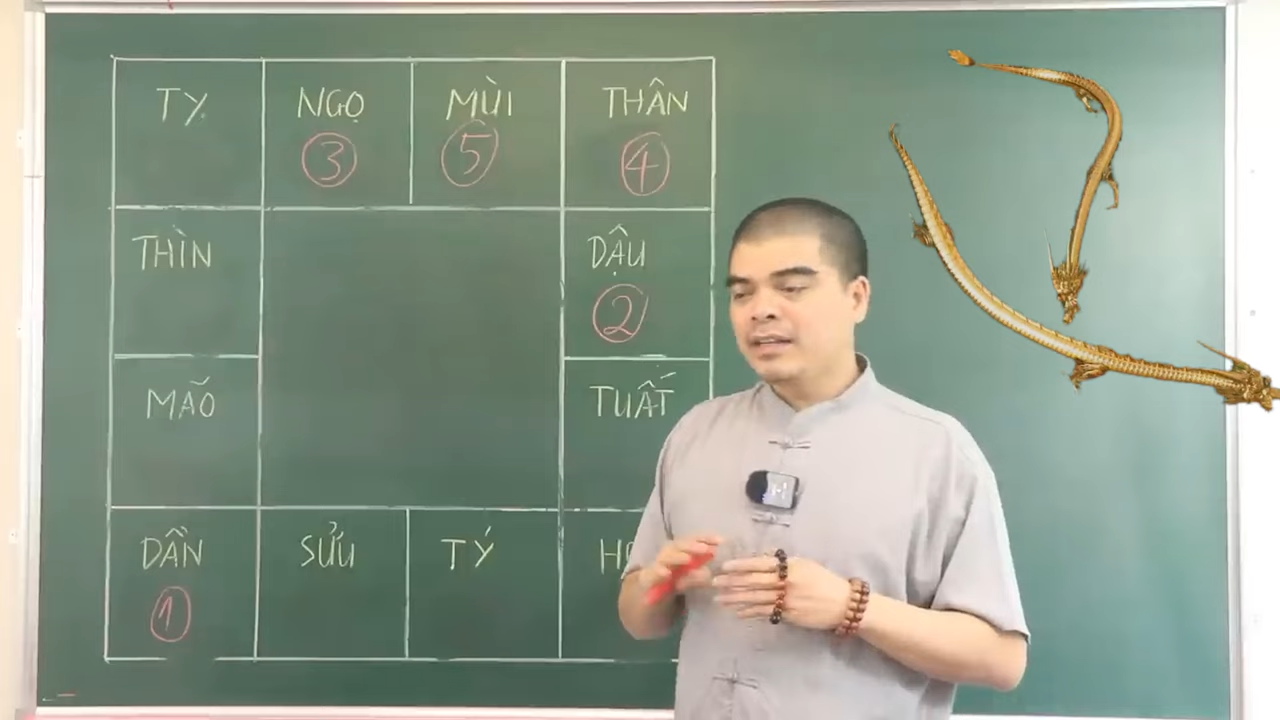 TỴ NGỌ MÙI THÂN
3 5 4
THÌN DẬU
2
MÃO TUẤT
DẦN SỬU TÝ
1